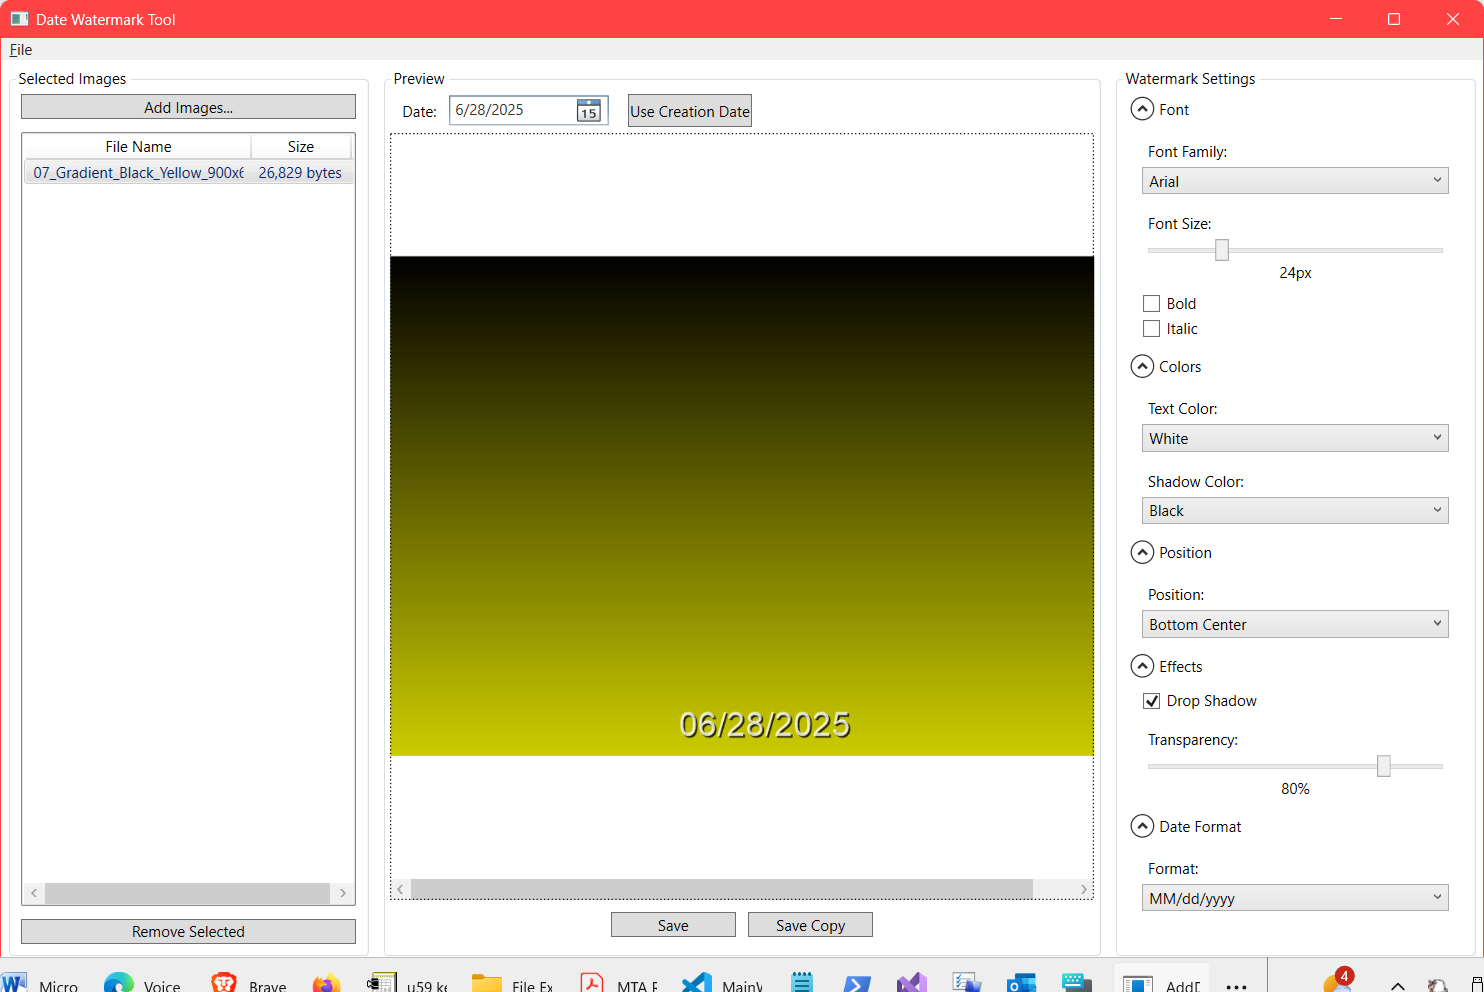 Date Watermark Tool
File
Selected Images
Add Images...
File Name Size
07_Gradient_Black_Yellow_900x6 26,829 bytes
Remove Selected
Preview
Date: 6/28/2025 15 Use Creation Date
06/28/2025
Save Save Copy
Watermark Settings
Font
Font Family:
Arial
Font Size:
24px
Bold
Italic
Colors
Text Color:
White
Shadow Color:
Black
Position
Position:
Bottom Center
Effects
Drop Shadow
Transparency:
80%
Date Format
Format:
MM/dd/yyyy
Micro Voice Brave u59 ke File Ex MTA F MainV AddD 4